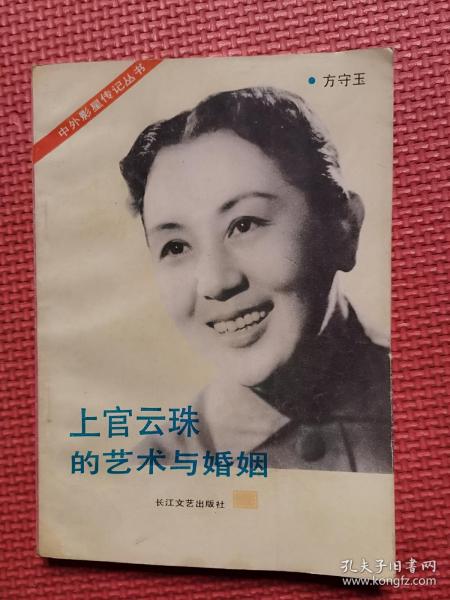 中外影星传记丛书
• 方守玉
上官云珠
的艺术与婚姻
长江文艺出版社
孔夫子旧书网
www.kongfz.com